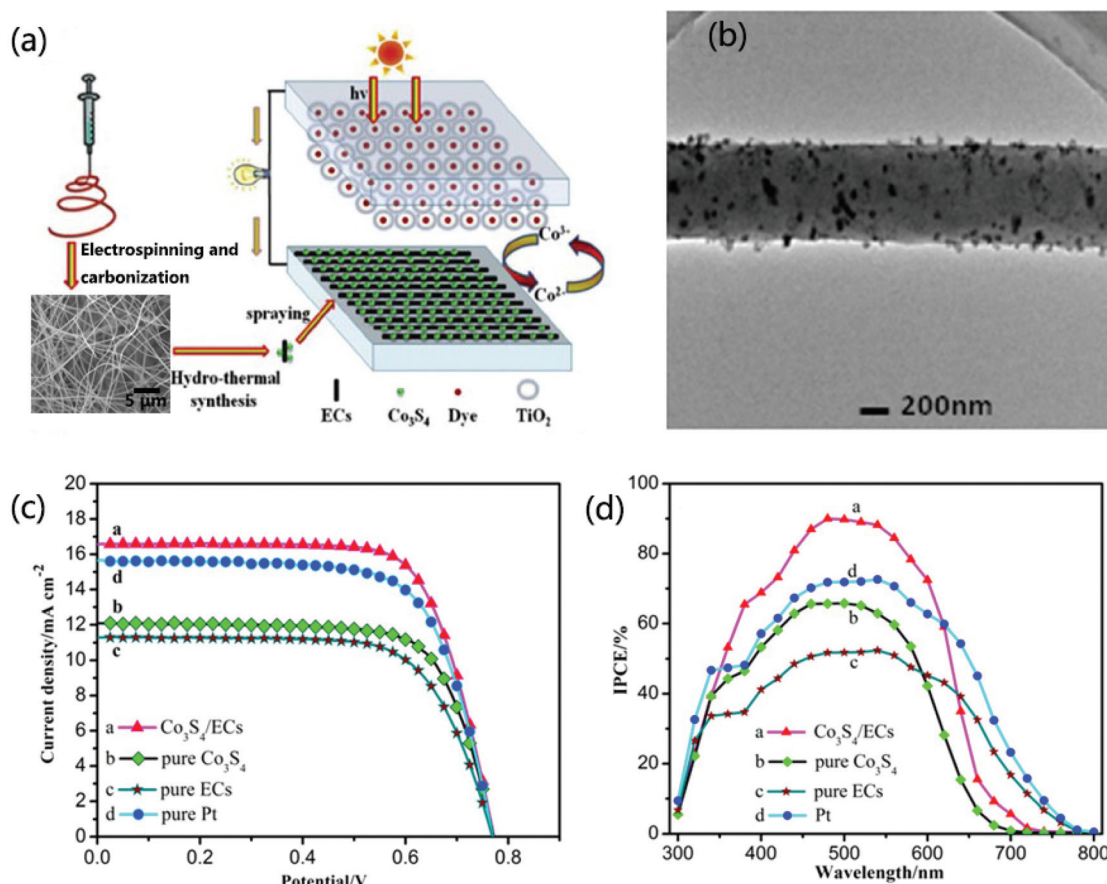 (a)
hv
Electrospinning and
carbonization
Co³⁺
Co²⁺
spraying
5 μm
Hydro-thermal
synthesis
ECs
Co₃S₄
Dye
TiO₂
(b)
200nm
(c)
20
18
16
14
12
10
8
6
4
2
0
Current density/mA cm⁻²
a
d
b
c
a Co₃S₄/ECs
b pure Co₃S₄
c pure ECs
d pure Pt
0.0 0.2 0.4 0.6 0.8
Potential/V
(d)
100
80
60
40
20
0
IPCE/%
a
d
b
c
a Co₃S₄/ECs
b pure Co₃S₄
c pure ECs
d Pt
300 400 500 600 700 800
Wavelength/nm